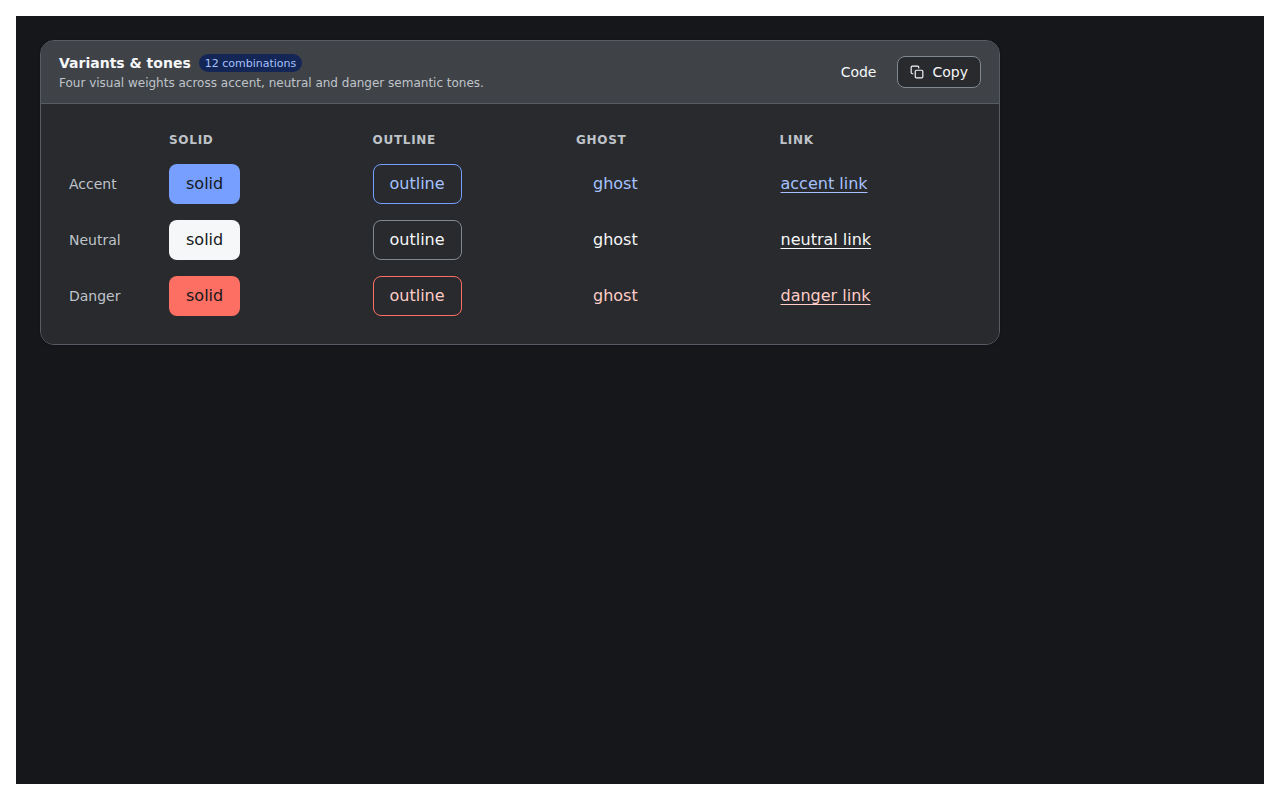 Variants & tones 12 combinations
Four visual weights across accent, neutral and danger semantic tones.
Code Copy
SOLID OUTLINE GHOST LINK
Accent solid outline ghost accent link
Neutral solid outline ghost neutral link
Danger solid outline ghost danger link